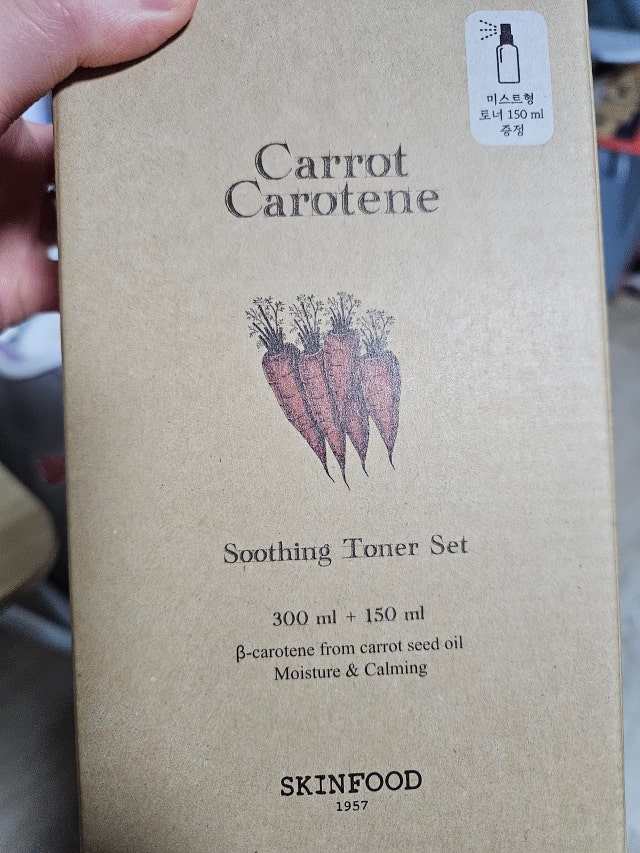 미스트형
토너 150 ml
증정
Carrot
Carotene
Soothing Toner Set
300 ml + 150 ml
β-carotene from carrot seed oil
Moisture & Calming
SKINFOOD
1957